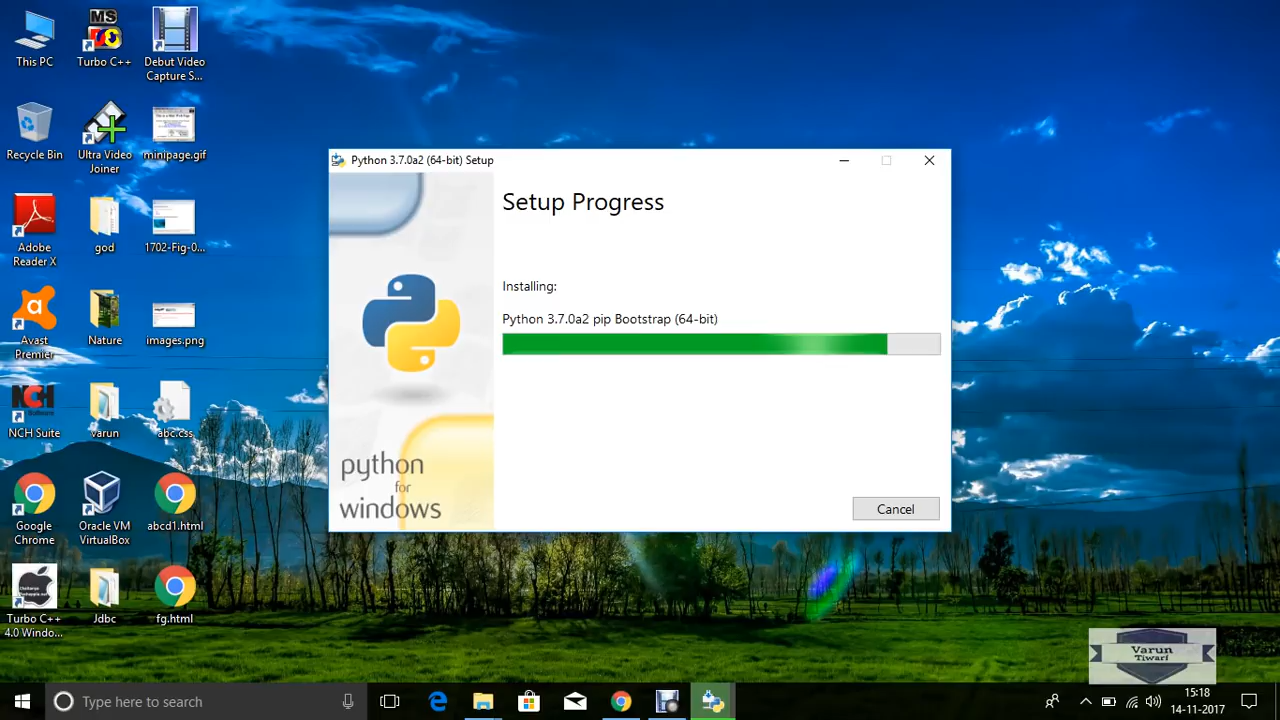 This PC
MS
Turbo C++
Debut Video
Capture S...
Recycle Bin
Ultra Video
Joiner
minipage.gif
Adobe
Reader X
god
1702-Fig-0...
Avast
Premier
Nature
images.png
NCH
NCH Suite
varun
abc.css
Google
Chrome
Oracle VM
VirtualBox
abcd1.html
Turbo C++
4.0 Windo...
Jdbc
fg.html
Python 3.7.0a2 (64-bit) Setup
Setup Progress
Installing:
Python 3.7.0a2 pip Bootstrap (64-bit)
python
for
windows
Cancel
Varun
Tiwari
Type here to search
15:18
14-11-2017